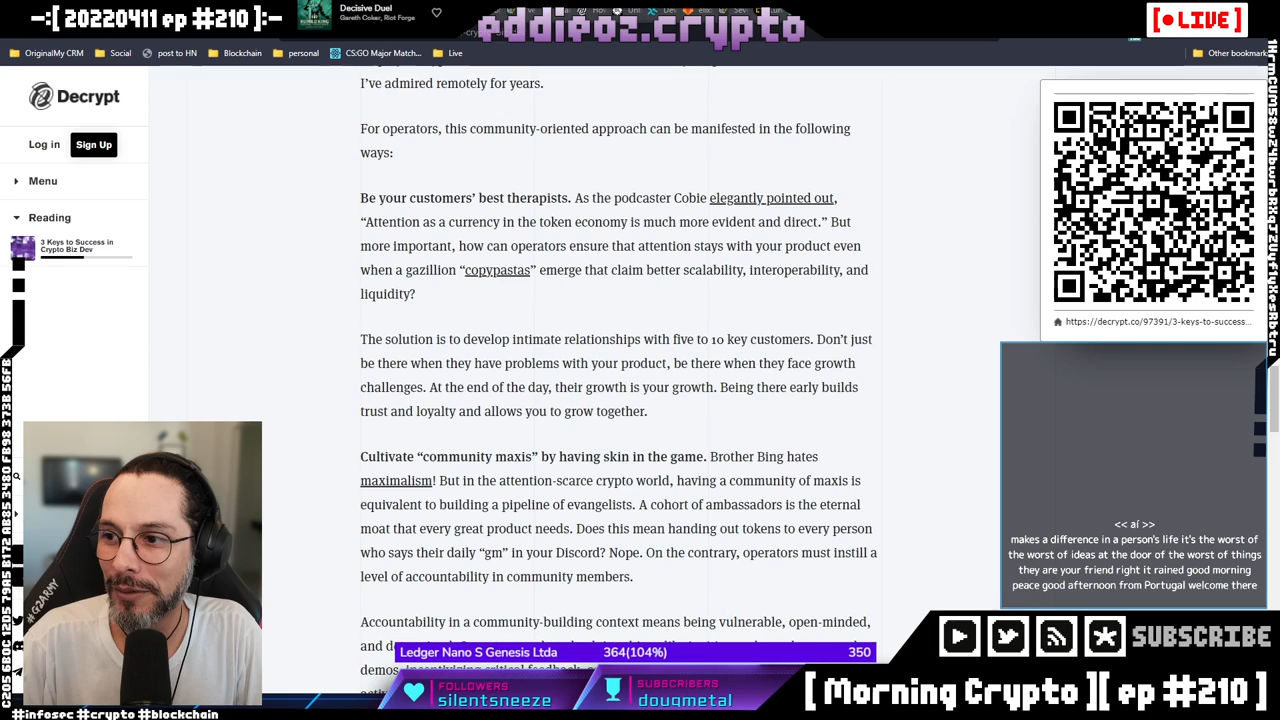 -:[ 20220411 ep #210 ]:-
Decisive Duel
Gareth Coker, Riot Forge
eddieoz.crypto
[ • LIVE ]
OriginalMy CRM
Social
post to HN
Blockchain
personal
CS:GO Major Match...
Live
Other bookmark
Decrypt
Log in
Sign Up
Menu
Reading
3 Keys to Success in
Crypto Biz Dev
I've admired remotely for years.
For operators, this community-oriented approach can be manifested in the following
ways:
Be your customers' best therapists. As the podcaster Cobie elegantly pointed out,
“Attention as a currency in the token economy is much more evident and direct.” But
more important, how can operators ensure that attention stays with your product even
when a gazillion “copypastas” emerge that claim better scalability, interoperability, and
liquidity?
The solution is to develop intimate relationships with five to 10 key customers. Don't just
be there when they have problems with your product, be there when they face growth
challenges. At the end of the day, their growth is your growth. Being there early builds
trust and loyalty and allows you to grow together.
Cultivate “community maxis” by having skin in the game. Brother Bing hates
maximalism! But in the attention-scarce crypto world, having a community of maxis is
equivalent to building a pipeline of evangelists. A cohort of ambassadors is the eternal
moat that every great product needs. Does this mean handing out tokens to every person
who says their daily “gm” in your Discord? Nope. On the contrary, operators must instill a
level of accountability in community members.
Accountability in a community-building context means being vulnerable, open-minded,
https://decrypt.co/97391/3-keys-to-success...
<< aí >>
makes a difference in a person's life it's the worst of
the worst of ideas at the door of the worst of things
they are your friend right it rained good morning
peace good afternoon from Portugal welcome there
#G2ARMY
Ledger Nano S Genesis Ltda 364(104%) 350
FOLLOWERS
silentsneeze
SUBSCRIBERS
dougmetal
SUBSCRIBE
[ Morning Crypto ][ ep #210 ]
#infosec #crypto #blockchain